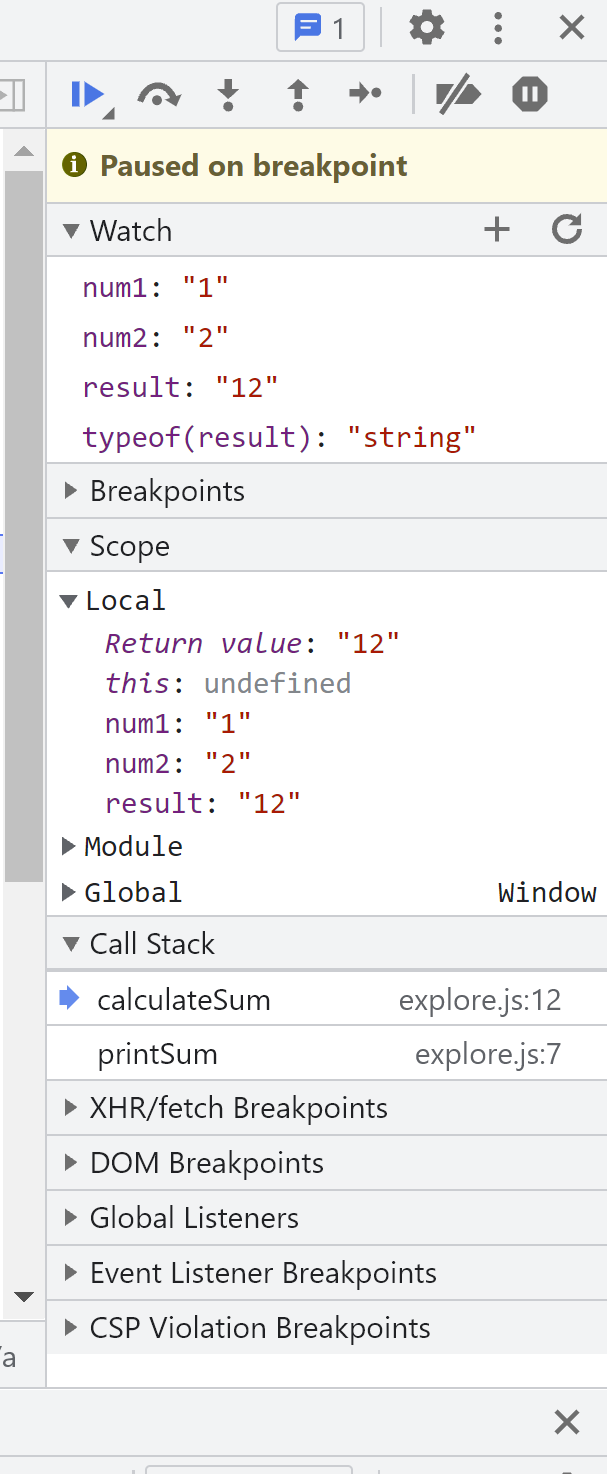 1
Paused on breakpoint
Watch
num1: "1"
num2: "2"
result: "12"
typeof(result): "string"
Breakpoints
Scope
Local
Return value: "12"
this: undefined
num1: "1"
num2: "2"
result: "12"
Module
Global Window
Call Stack
calculateSum explore.js:12
printSum explore.js:7
XHR/fetch Breakpoints
DOM Breakpoints
Global Listeners
Event Listener Breakpoints
CSP Violation Breakpoints
/a